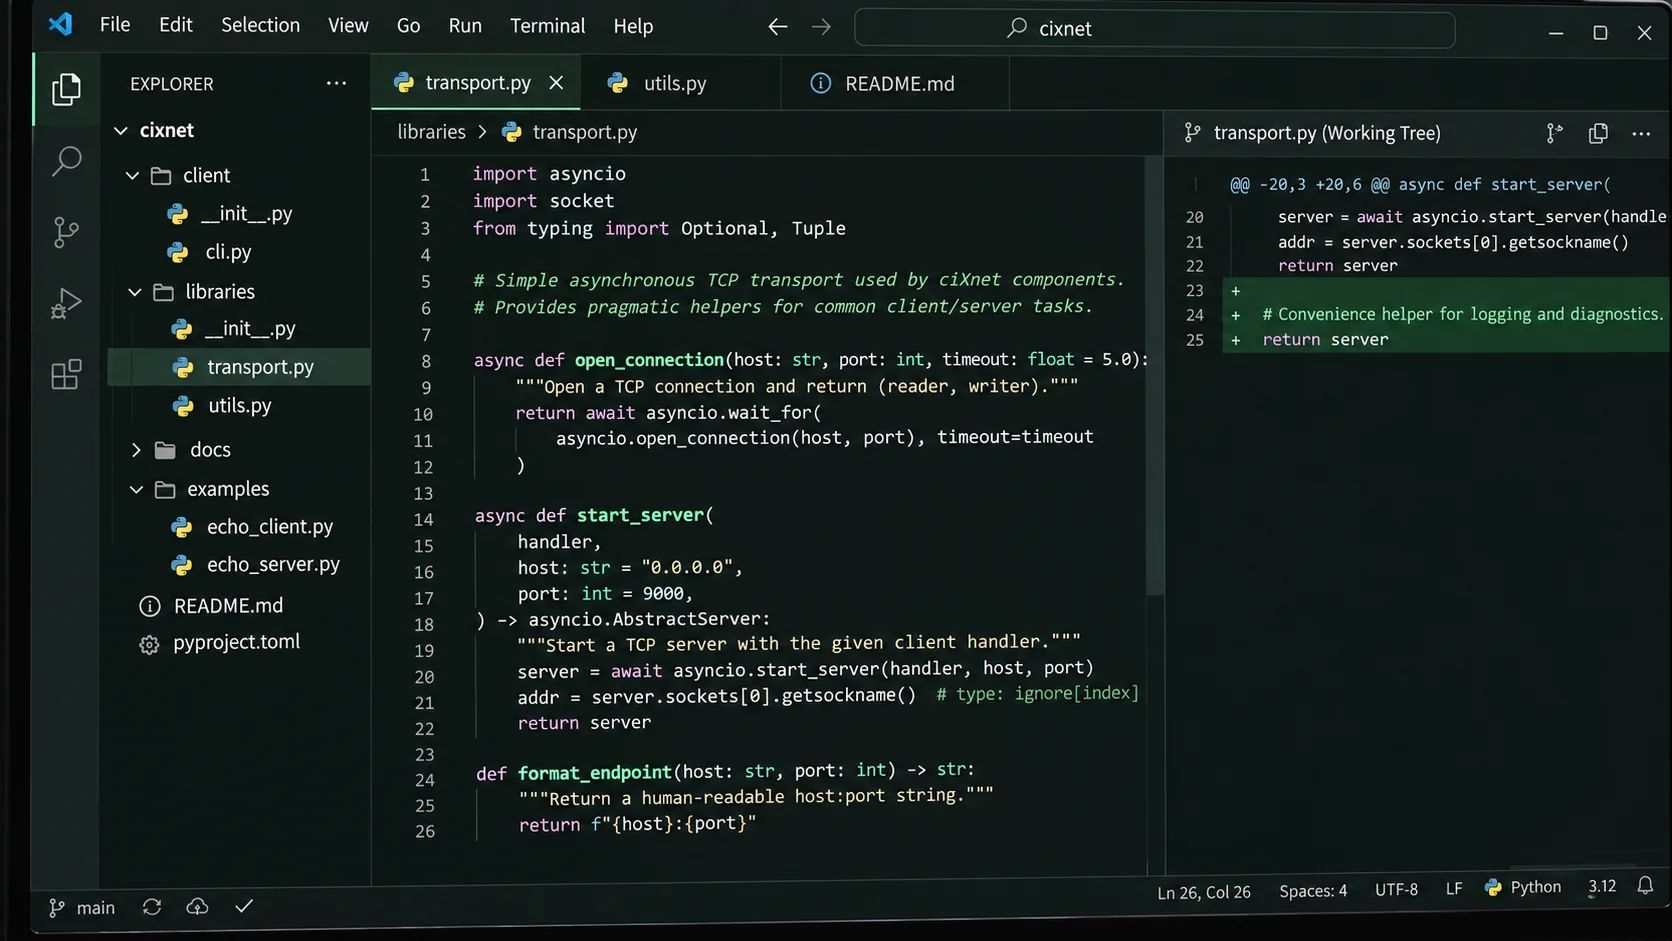 File Edit Selection View Go Run Terminal Help
cixnet
EXPLORER
cixnet
client
__init__.py
cli.py
libraries
__init__.py
transport.py
utils.py
docs
examples
echo_client.py
echo_server.py
README.md
pyproject.toml
transport.py
utils.py
README.md
libraries > transport.py
1 import asyncio
2 import socket
3 from typing import Optional, Tuple
4
5 # Simple asynchronous TCP transport used by ciXnet components.
6 # Provides pragmatic helpers for common client/server tasks.
7
8 async def open_connection(host: str, port: int, timeout: float = 5.0):
9 """Open a TCP connection and return (reader, writer)."""
10 return await asyncio.wait_for(
11 asyncio.open_connection(host, port), timeout=timeout
12 )
13
14 async def start_server(
15 handler,
16 host: str = "0.0.0.0",
17 port: int = 9000,
18 ) -> asyncio.AbstractServer:
19 """Start a TCP server with the given client handler."""
20 server = await asyncio.start_server(handler, host, port)
21 addr = server.sockets[0].getsockname() # type: ignore[index]
22 return server
23
24 def format_endpoint(host: str, port: int) -> str:
25 """Return a human-readable host:port string."""
26 return f"{host}:{port}"
transport.py (Working Tree)
@@ -20,3 +20,6 @@ async def start_server(
20 server = await asyncio.start_server(handle
21 addr = server.sockets[0].getsockname()
22 return server
23 +
24 + # Convenience helper for logging and diagnostics.
25 + return server
main
Ln 26, Col 26 Spaces: 4 UTF-8 LF Python 3.12